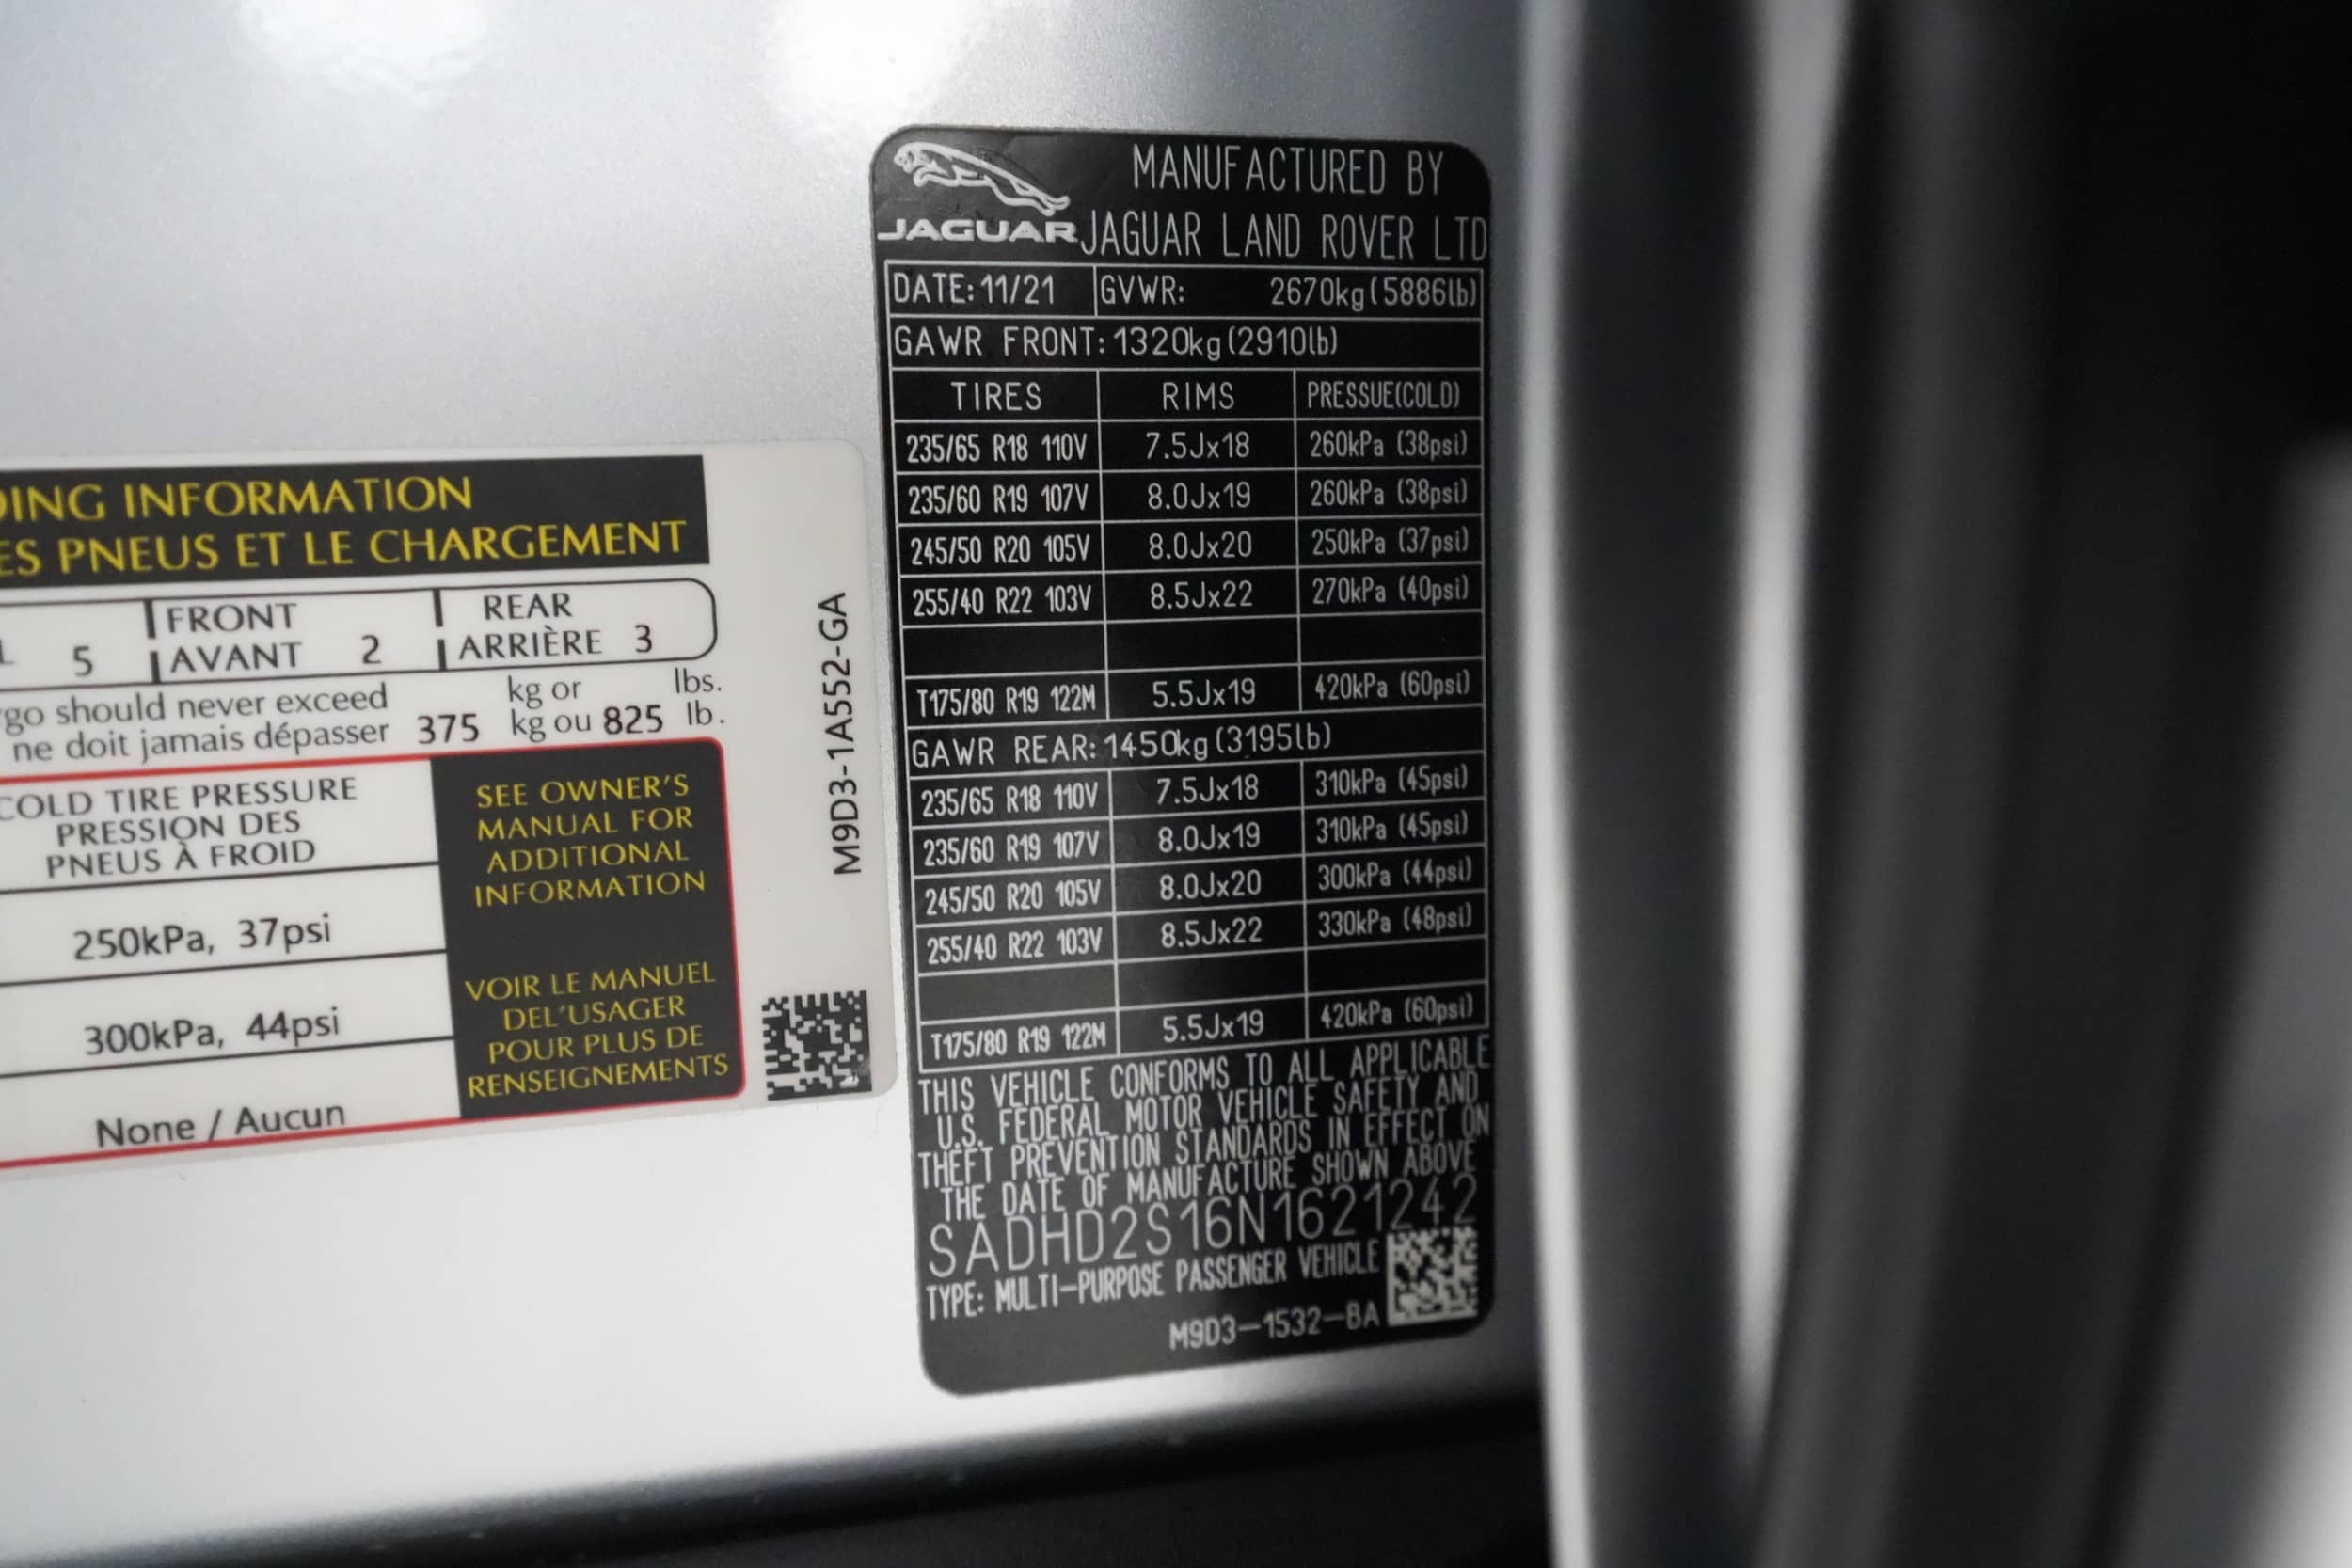 ING INFORMATION
ES PNEUS ET LE CHARGEMENT
5 FRONT AVANT 2 REAR ARRIÈRE 3
go should never exceed kg or lbs.
ne doit jamais dépasser 375 kg ou 825 lb.
COLD TIRE PRESSURE
PRESSION DES
PNEUS À FROID
250kPa, 37psi
300kPa, 44psi
None / Aucun
SEE OWNER'S
MANUAL FOR
ADDITIONAL
INFORMATION
VOIR LE MANUEL
DEL'USAGER
POUR PLUS DE
RENSEIGNEMENTS
M9D3-1A552-GA
JAGUAR
MANUFACTURED BY
JAGUAR LAND ROVER LTD
DATE: 11/21 GVWR: 2670kg(5886lb)
GAWR FRONT: 1320kg(2910lb)
TIRES RIMS PRESSUE(COLD)
235/65 R18 110V 7.5Jx18 260kPa (38psi)
235/60 R19 107V 8.0Jx19 260kPa (38psi)
245/50 R20 105V 8.0Jx20 250kPa (37psi)
255/40 R22 103V 8.5Jx22 270kPa (40psi)
T175/80 R19 122M 5.5Jx19 420kPa (60psi)
GAWR REAR: 1450kg(3195lb)
235/65 R18 110V 7.5Jx18 310kPa (45psi)
235/60 R19 107V 8.0Jx19 310kPa (45psi)
245/50 R20 105V 8.0Jx20 300kPa (44psi)
255/40 R22 103V 8.5Jx22 330kPa (48psi)
T175/80 R19 122M 5.5Jx19 420kPa (60psi)
THIS VEHICLE CONFORMS TO ALL APPLICABLE
U.S. FEDERAL MOTOR VEHICLE SAFETY AND
THEFT PREVENTION STANDARDS IN EFFECT ON
THE DATE OF MANUFACTURE SHOWN ABOVE
SADHD2S16N1621242
TYPE: MULTI-PURPOSE PASSENGER VEHICLE
M9D3-1532-BA